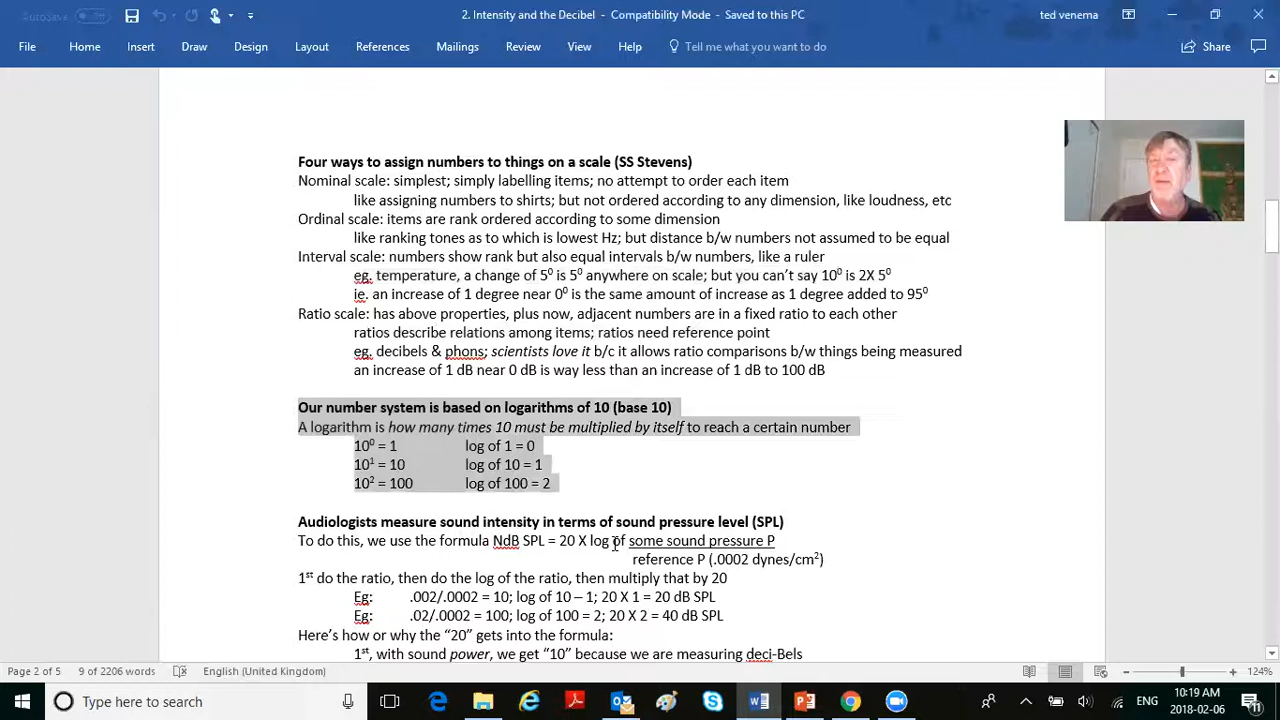 AutoSave Off
2. Intensity and the Decibel - Compatibility Mode - Saved to this PC
ted venema
File Home Insert Draw Design Layout References Mailings Review View Help Tell me what you want to do Share
Four ways to assign numbers to things on a scale (SS Stevens)
Nominal scale: simplest; simply labelling items; no attempt to order each item
like assigning numbers to shirts; but not ordered according to any dimension, like loudness, etc
Ordinal scale: items are rank ordered according to some dimension
like ranking tones as to which is lowest Hz; but distance b/w numbers not assumed to be equal
Interval scale: numbers show rank but also equal intervals b/w numbers, like a ruler
eg. temperature, a change of 5⁰ is 5⁰ anywhere on scale; but you can't say 10⁰ is 2X 5⁰
ie. an increase of 1 degree near 0⁰ is the same amount of increase as 1 degree added to 95⁰
Ratio scale: has above properties, plus now, adjacent numbers are in a fixed ratio to each other
ratios describe relations among items; ratios need reference point
eg. decibels & phons; scientists love it b/c it allows ratio comparisons b/w things being measured
an increase of 1 dB near 0 dB is way less than an increase of 1 dB to 100 dB
Our number system is based on logarithms of 10 (base 10)
A logarithm is how many times 10 must be multiplied by itself to reach a certain number
10⁰ = 1 log of 1 = 0
10¹ = 10 log of 10 = 1
10² = 100 log of 100 = 2
Audiologists measure sound intensity in terms of sound pressure level (SPL)
To do this, we use the formula NdB SPL = 20 X log of some sound pressure P
reference P (.0002 dynes/cm²)
1st do the ratio, then do the log of the ratio, then multiply that by 20
Eg: .002/.0002 = 10; log of 10 – 1; 20 X 1 = 20 dB SPL
Eg: .02/.0002 = 100; log of 100 = 2; 20 X 2 = 40 dB SPL
Here's how or why the "20" gets into the formula:
1st, with sound power, we get "10" because we are measuring deci-Bels
Page 2 of 5 9 of 2206 words English (United Kingdom) 124%
Type here to search
ENG
10:19 AM
2018-02-06
11